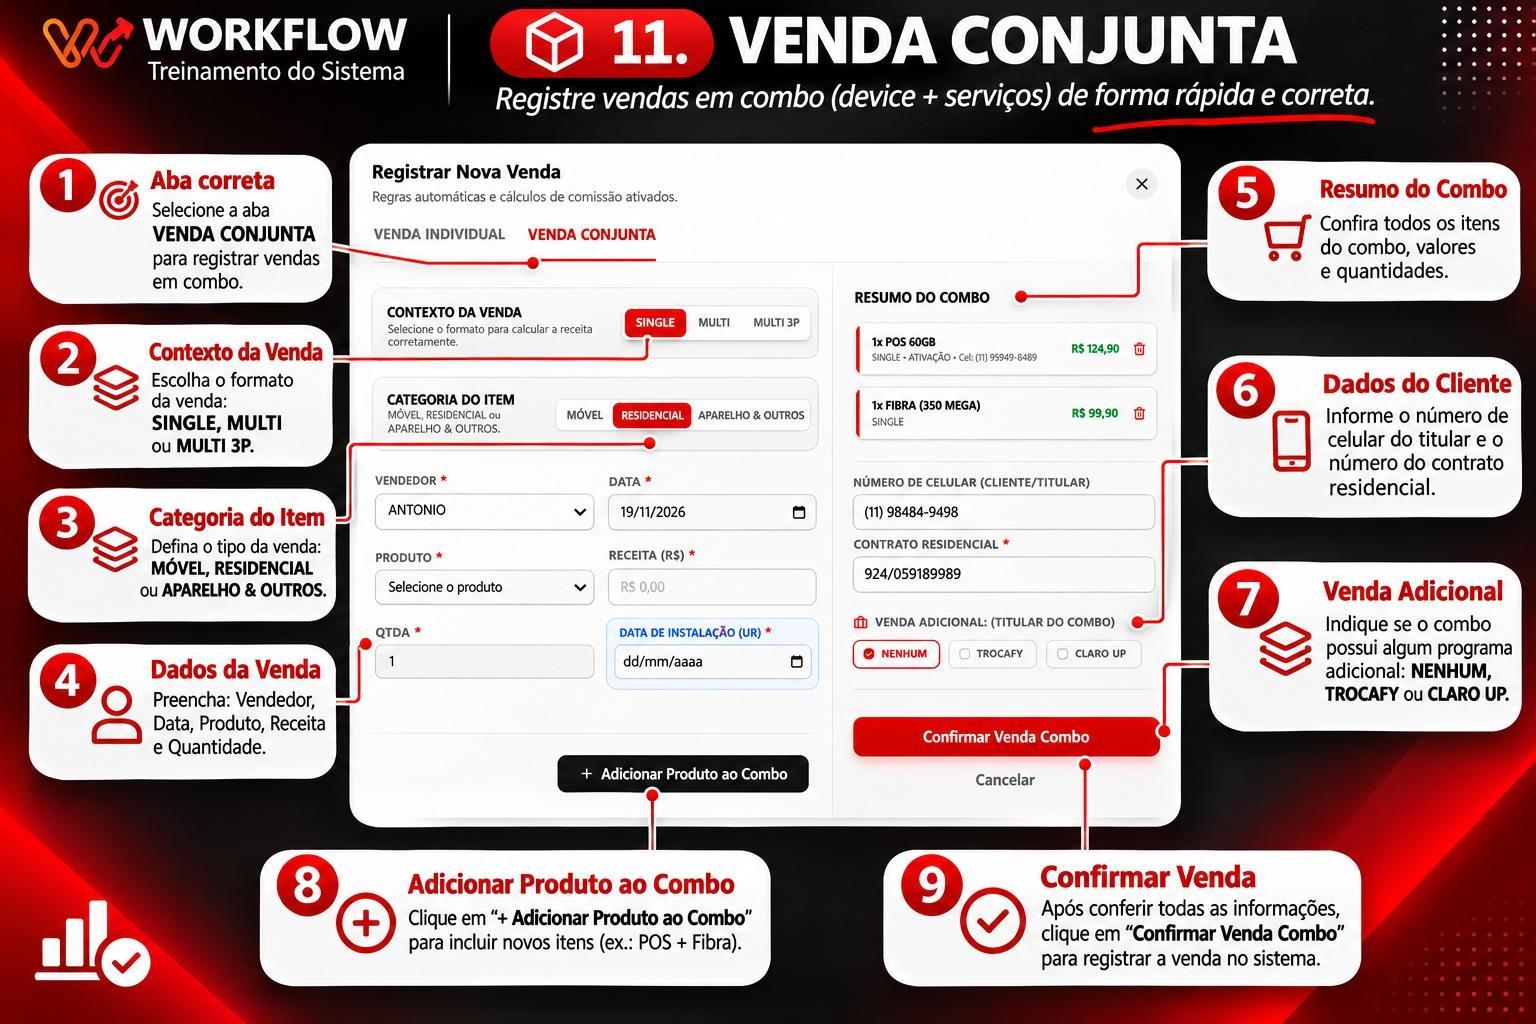 WORKFLOW
Treinamento do Sistema
11. VENDA CONJUNTA
Registre vendas em combo (device + serviços) de forma rápida e correta.
1
Aba correta
Selecione a aba
VENDA CONJUNTA
para registrar vendas
em combo.
2
Contexto da Venda
Escolha o formato
da venda:
SINGLE, MULTI
ou MULTI 3P.
3
Categoria do Item
Defina o tipo da venda:
MÓVEL, RESIDENCIAL
ou APARELHO & OUTROS.
4
Dados da Venda
Preencha: Vendedor,
Data, Produto, Receita
e Quantidade.
Registrar Nova Venda
Regras automáticas e cálculos de comissão ativados.
VENDA INDIVIDUAL VENDA CONJUNTA
CONTEXTO DA VENDA
Selecione o formato para calcular a receita
corretamente.
SINGLE MULTI MULTI 3P
CATEGORIA DO ITEM
MÓVEL, RESIDENCIAL ou
APARELHO & OUTROS.
MÓVEL RESIDENCIAL APARELHO & OUTROS
VENDEDOR * DATA *
ANTONIO 19/11/2026
PRODUTO * RECEITA (R$) *
Selecione o produto R$ 0,00
QTDA * DATA DE INSTALAÇÃO (UR) *
1 dd/mm/aaaa
+ Adicionar Produto ao Combo
RESUMO DO COMBO
1x POS 60GB
SINGLE • ATIVAÇÃO • Cel: (11) 95949-8489
R$ 124,90
1x FIBRA (350 MEGA)
SINGLE
R$ 99,90
NÚMERO DE CELULAR (CLIENTE/TITULAR)
(11) 98484-9498
CONTRATO RESIDENCIAL *
924/059189989
VENDA ADICIONAL: (TITULAR DO COMBO)
NENHUM TROCAFY CLARO UP
Confirmar Venda Combo
Cancelar
5
Resumo do Combo
Confira todos os itens
do combo, valores
e quantidades.
6
Dados do Cliente
Informe o número de
celular do titular e o
número do contrato
residencial.
7
Venda Adicional
Indique se o combo
possui algum programa
adicional: NENHUM,
TROCAFY ou CLARO UP.
8
Adicionar Produto ao Combo
Clique em “+ Adicionar Produto ao Combo”
para incluir novos itens (ex.: POS + Fibra).
9
Confirmar Venda
Após conferir todas as informações,
clique em “Confirmar Venda Combo”
para registrar a venda no sistema.